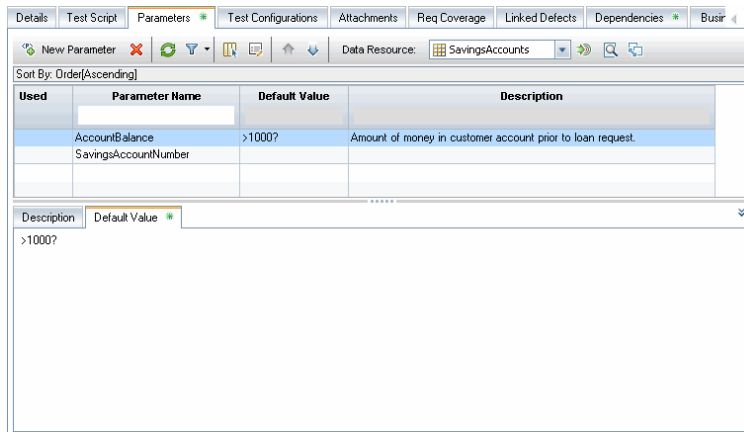 Details Test Script Parameters * Test Configurations Attachments Req Coverage Linked Defects Dependencies * Busir
New Parameter Data Resource: SavingsAccounts
Sort By: Order[Ascending]
Used Parameter Name Default Value Description
AccountBalance >1000? Amount of money in customer account prior to loan request.
SavingsAccountNumber
Description Default Value *
>1000?